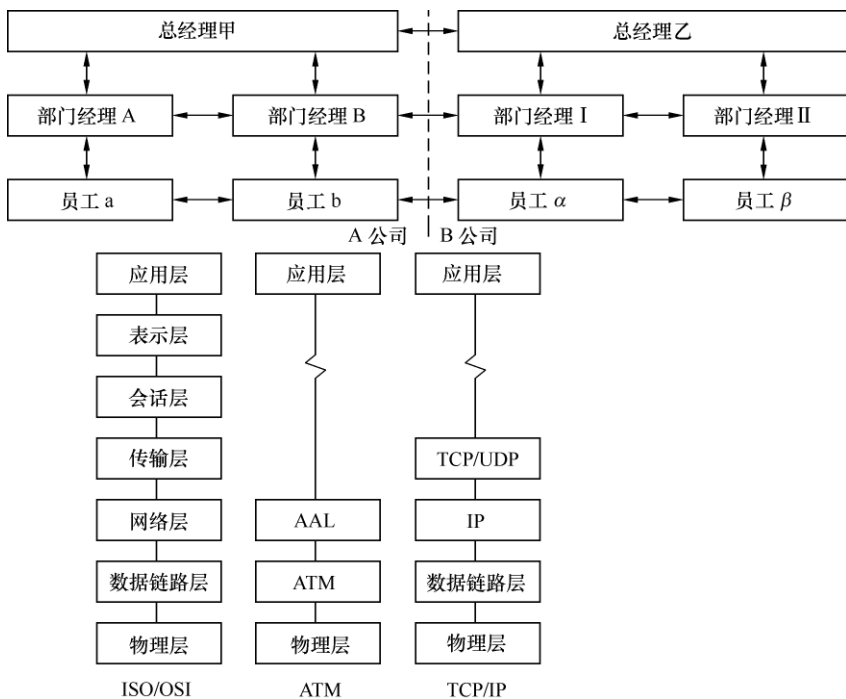 总经理甲 总经理乙
部门经理 A 部门经理 B 部门经理 Ⅰ 部门经理 Ⅱ
员工 a 员工 b 员工 α 员工 β
A 公司 B 公司
应用层 应用层 应用层
表示层
会话层
传输层 TCP/UDP
网络层 AAL IP
数据链路层 ATM 数据链路层
物理层 物理层 物理层
ISO/OSI ATM TCP/IP